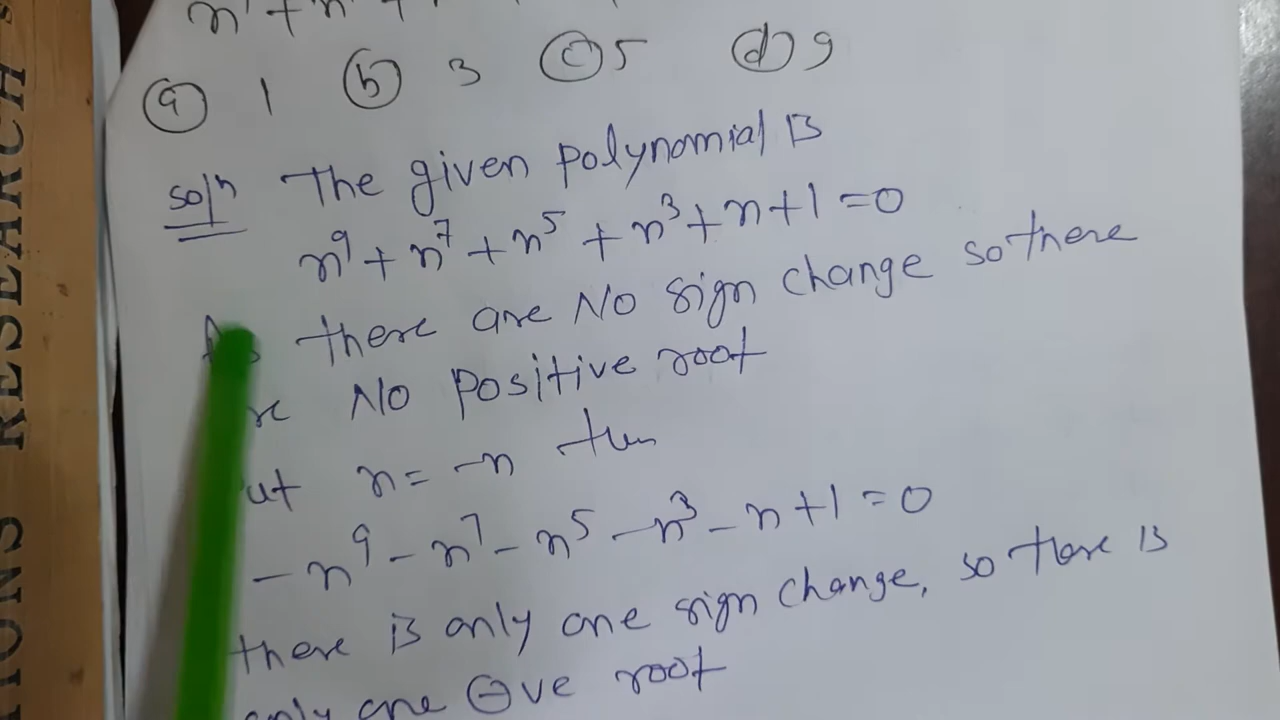 (a) 1 (b) 3 (c) 5 (d) 9
Solⁿ The given polynomial is
x⁹ + x⁷ + x⁵ + x³ + x + 1 = 0
there are No sign change so there
No positive root
x = -x then
-x⁹ - x⁷ - x⁵ - x³ - x + 1 = 0
there is only one sign change, so there is
only one ⊖ve root
RESEARCH